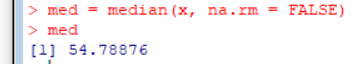 > med = median(x, na.rm = FALSE)
> med
[1] 54.78876